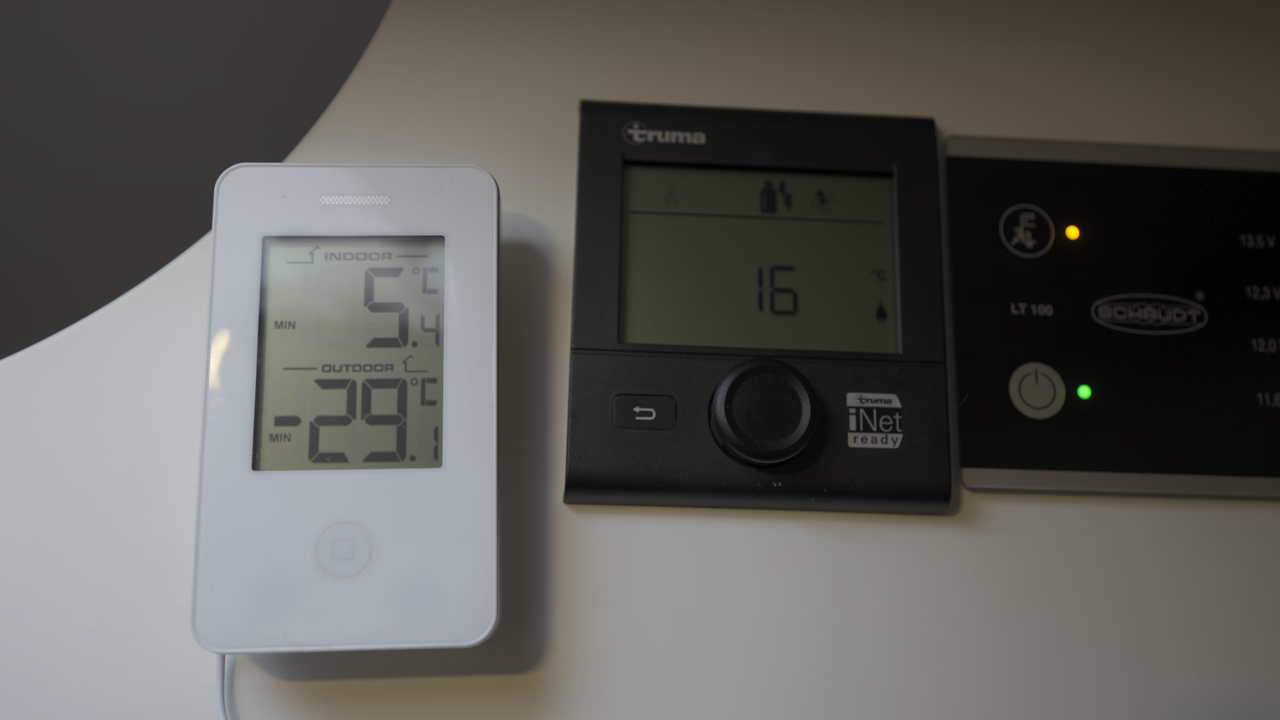 INDOOR
5.4 °C
MIN
OUTDOOR
-29.1 °C
MIN
truma
16
°C
truma
iNet
ready
LT 100
SCHAUDT®
13,5 V
12,3 V
12,0
11,